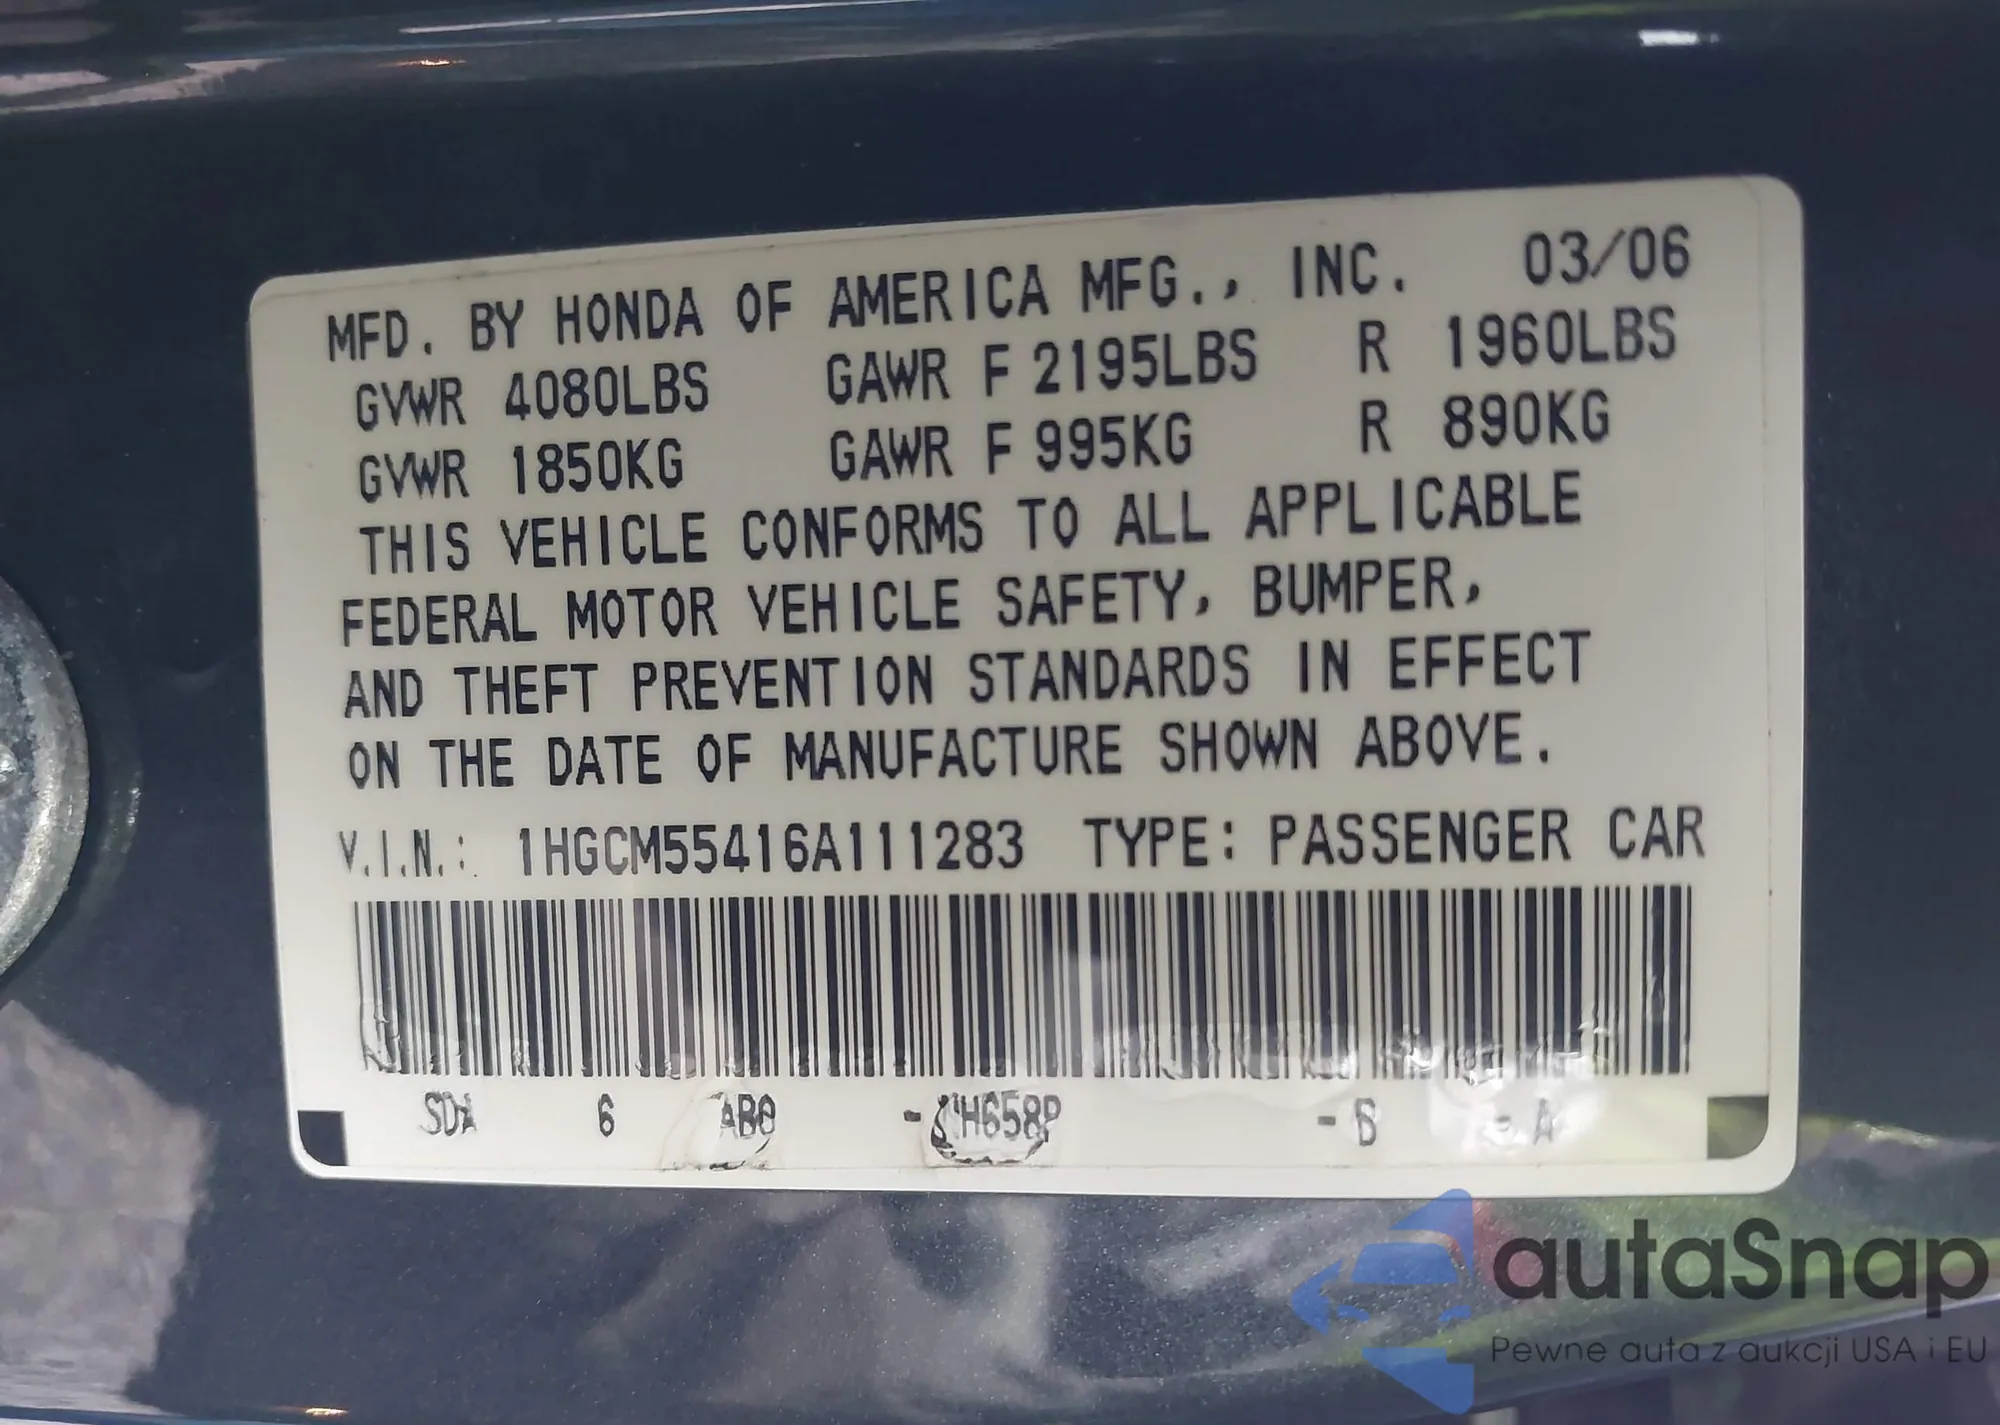 MFD. BY HONDA OF AMERICA MFG., INC. 03/06
GVWR 4080LBS GAWR F 2195LBS R 1960LBS
GVWR 1850KG GAWR F 995KG R 890KG
THIS VEHICLE CONFORMS TO ALL APPLICABLE
FEDERAL MOTOR VEHICLE SAFETY, BUMPER,
AND THEFT PREVENTION STANDARDS IN EFFECT
ON THE DATE OF MANUFACTURE SHOWN ABOVE.
V.I.N.: 1HGCM55416A111283 TYPE: PASSENGER CAR
SDA 6 AB0 - - A
autaSnap
Pewne auta z aukcji USA i EU